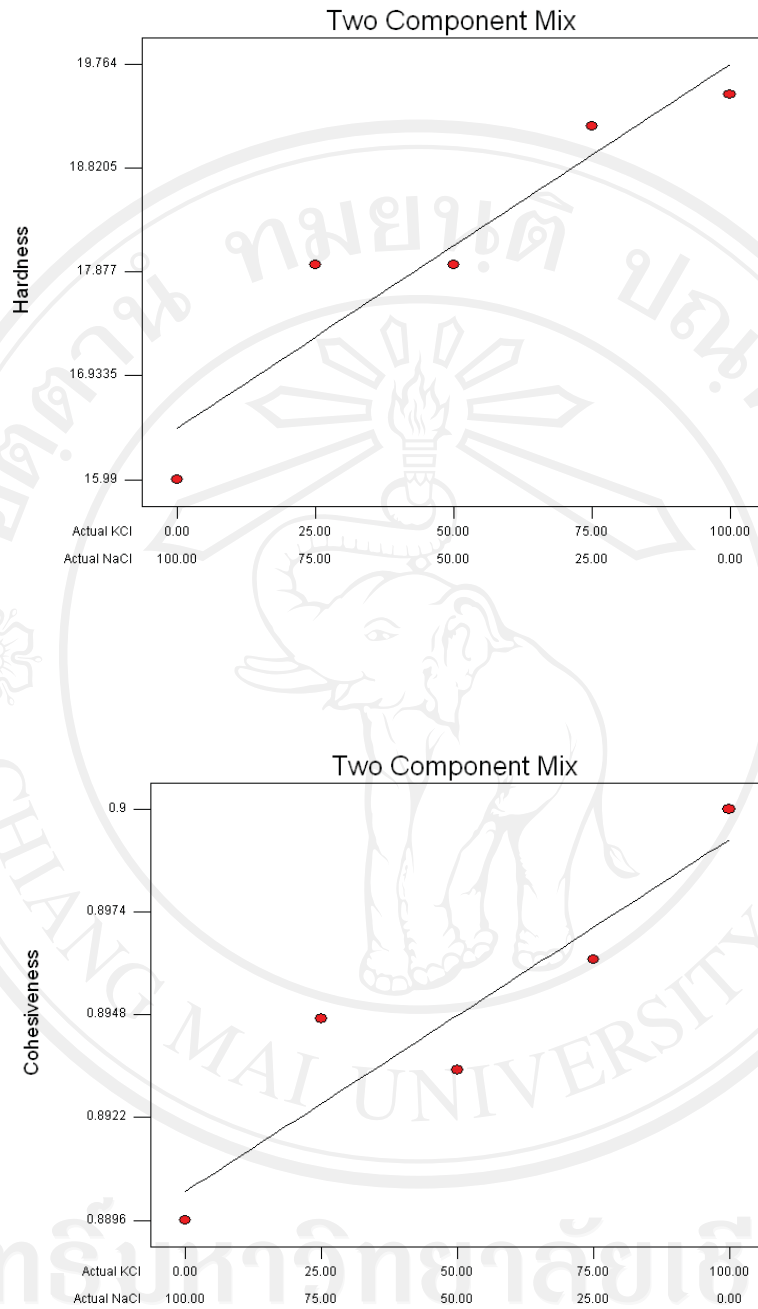 Two Component Mix
19.764
18.8205
17.877
16.9335
15.99
Hardness
Actual KCl 0.00 25.00 50.00 75.00 100.00
Actual NaCl 100.00 75.00 50.00 25.00 0.00
Two Component Mix
0.9
0.8974
0.8948
0.8922
0.8896
Cohesiveness
Actual KCl 0.00 25.00 50.00 75.00 100.00
Actual NaCl 100.00 75.00 50.00 25.00 0.00
CHIANG MAI UNIVERSITY